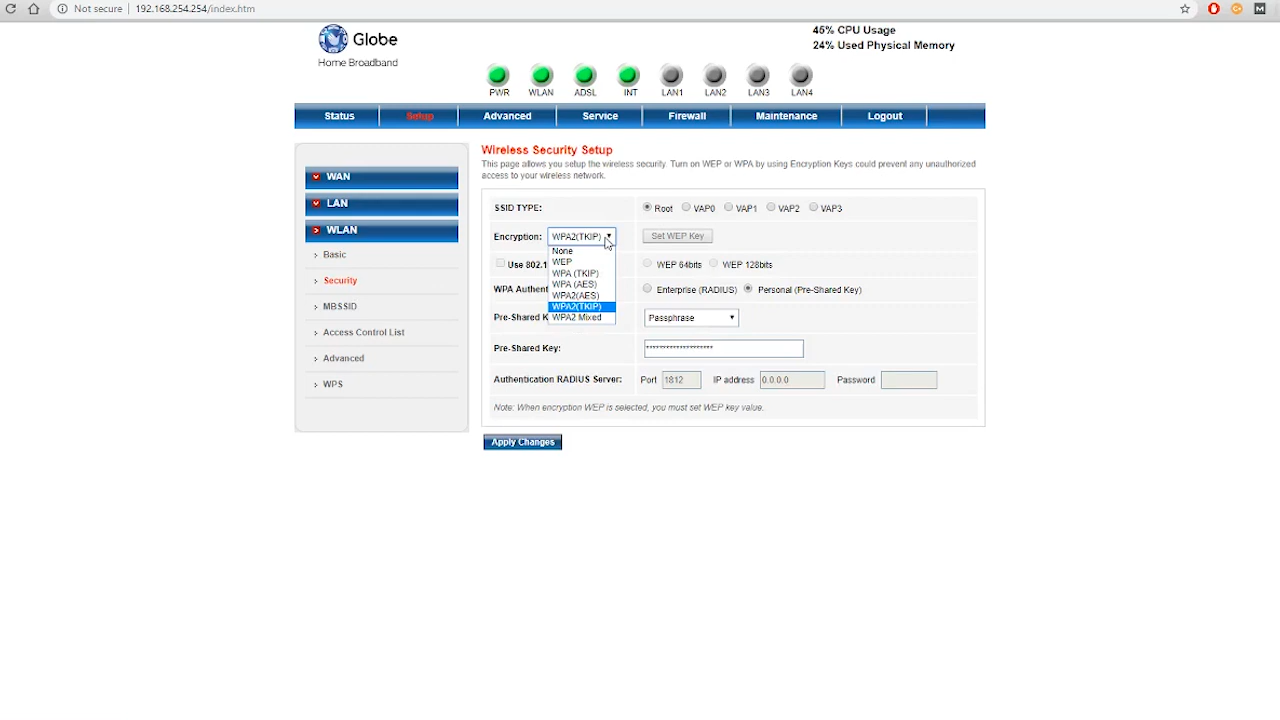 Not secure | 192.168.254.254/index.htm
Globe
Home Broadband
45% CPU Usage
24% Used Physical Memory
PWR WLAN ADSL INT LAN1 LAN2 LAN3 LAN4
Status Setup Advanced Service Firewall Maintenance Logout
WAN
LAN
WLAN
Basic
Security
MBSSID
Access Control List
Advanced
WPS
Wireless Security Setup
This page allows you setup the wireless security. Turn on WEP or WPA by using Encryption Keys could prevent any unauthorized
access to your wireless network.
SSID TYPE: Root VAP0 VAP1 VAP2 VAP3
Encryption: WPA2(TKIP) Set WEP Key
None
WEP
WPA (TKIP)
WPA (AES)
WPA2(AES)
WPA2(TKIP)
WPA2 Mixed
Use 802.1 WEP 64bits WEP 128bits
WPA Authent Enterprise (RADIUS) Personal (Pre-Shared Key)
Pre-Shared K Passphrase
Pre-Shared Key: ********************
Authentication RADIUS Server: Port 1812 IP address 0.0.0.0 Password
Note: When encryption WEP is selected, you must set WEP key value.
Apply Changes